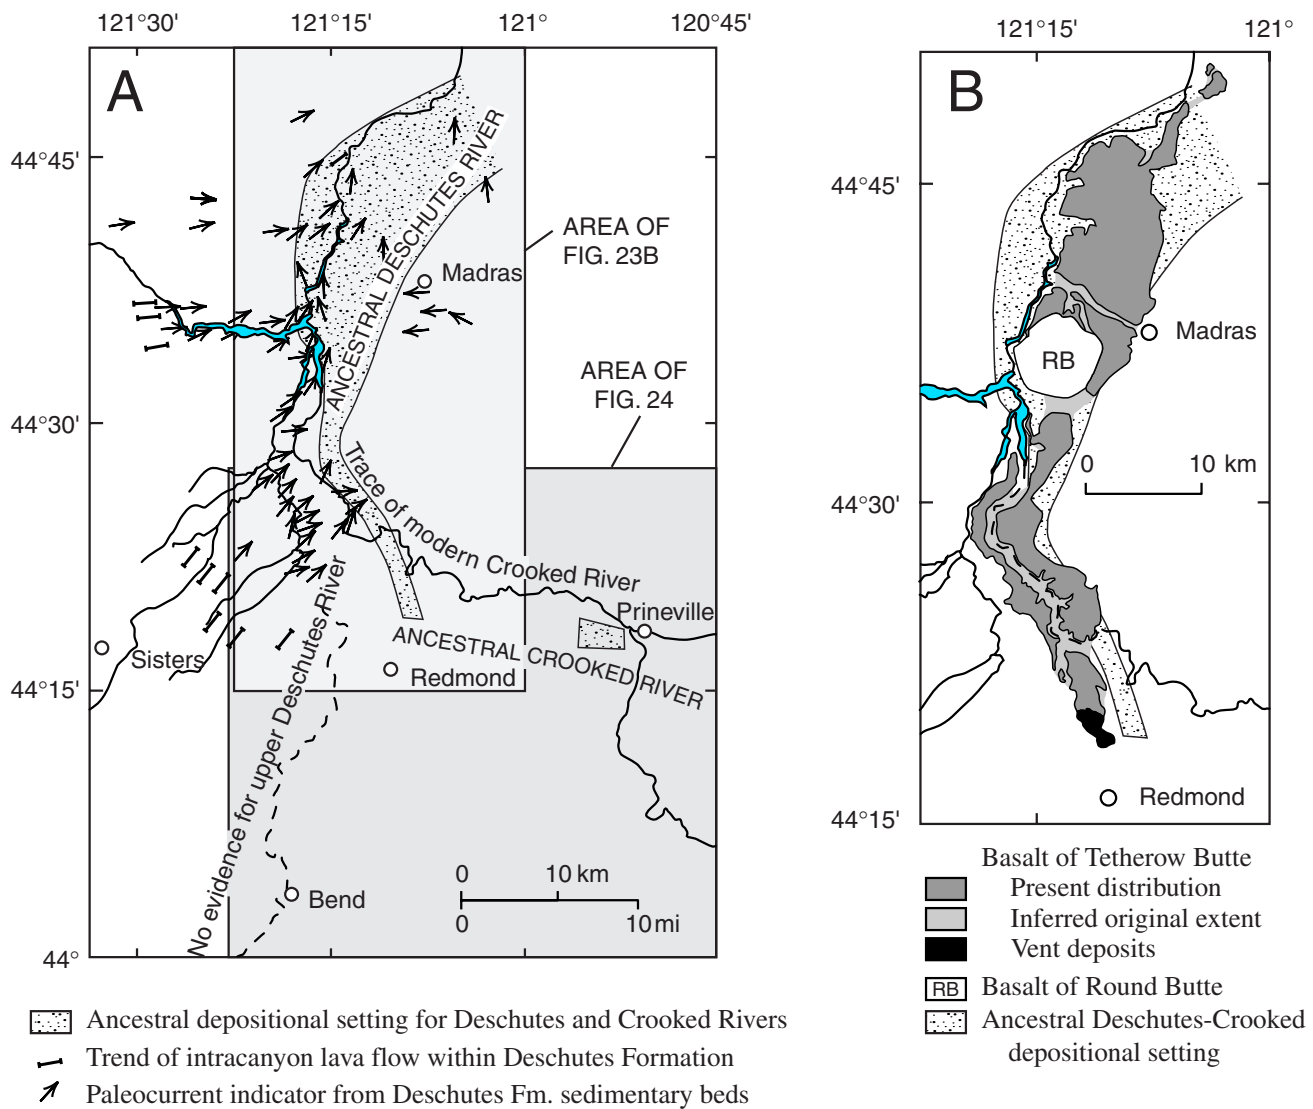 121°30'
121°15'
121°
120°45'
A
44°45'
44°30'
44°15'
44°
ANCESTRAL DESCHUTES RIVER
AREA OF
FIG. 23B
Madras
AREA OF
FIG. 24
Trace of modern Crooked River
Prineville
ANCESTRAL CROOKED RIVER
Sisters
Redmond
No evidence for upper Deschutes River
Bend
0 10 km
0 10 mi
Ancestral depositional setting for Deschutes and Crooked Rivers
Trend of intracanyon lava flow within Deschutes Formation
Paleocurrent indicator from Deschutes Fm. sedimentary beds
121°15'
121°
B
44°45'
44°30'
44°15'
Madras
RB
0 10 km
Redmond
Basalt of Tetherow Butte
Present distribution
Inferred original extent
Vent deposits
RB Basalt of Round Butte
Ancestral Deschutes-Crooked
depositional setting